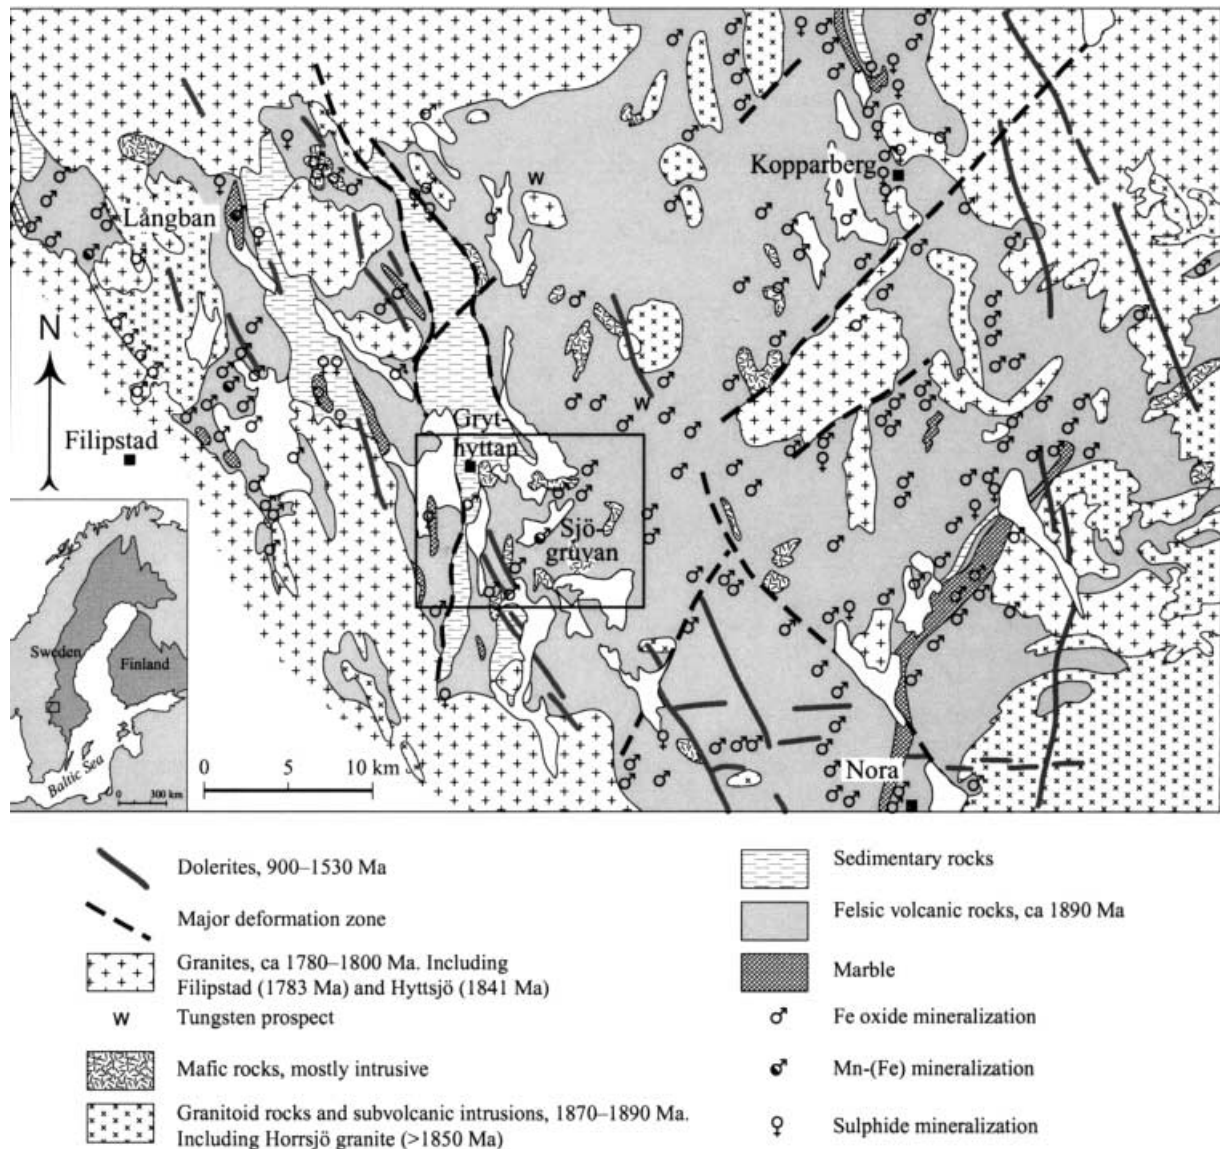 Kopparberg
W
Långban
N
W
Gryt-
hyttan
Filipstad
Sjö-
gruvan
Sweden
Finland
Baltic Sea
0 300 km
0 5 10 km
Nora
Dolerites, 900–1530 Ma
Major deformation zone
Granites, ca 1780–1800 Ma. Including
Filipstad (1783 Ma) and Hyttsjö (1841 Ma)
W Tungsten prospect
Mafic rocks, mostly intrusive
Granitoid rocks and subvolcanic intrusions, 1870–1890 Ma.
Including Horrsjö granite (>1850 Ma)
Sedimentary rocks
Felsic volcanic rocks, ca 1890 Ma
Marble
♂ Fe oxide mineralization
Mn-(Fe) mineralization
♀ Sulphide mineralization